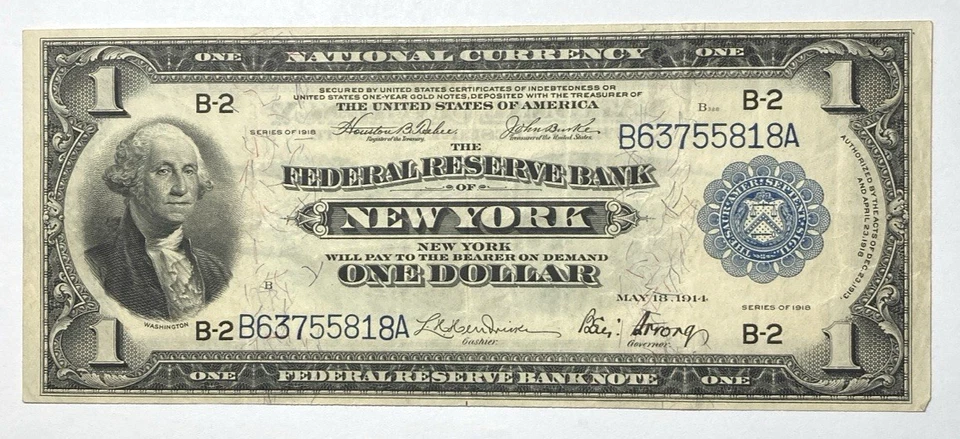 ONE NATIONAL CURRENCY ONE
1 1
SECURED BY UNITED STATES CERTIFICATES OF INDEBTEDNESS OR
UNITED STATES ONE-YEAR GOLD NOTES, DEPOSITED WITH THE TREASURER OF
THE UNITED STATES OF AMERICA
B-2 B-2
SERIES OF 1918
Register of the Treasury. John Burke Treasurer of the United States.
B63755818A
THE
FEDERAL RESERVE BANK
OF
NEW YORK
NEW YORK
WILL PAY TO THE BEARER ON DEMAND
ONE DOLLAR
AUTHORIZED BY THE ACTS OF DEC. 23, 1913
AND APRIL 23, 1918
B
MAY 18, 1914
SERIES OF 1918
WASHINGTON
B-2 B63755818A
Cashier. Benj. Strong Governor.
B-2
1 1
ONE FEDERAL RESERVE BANK NOTE ONE